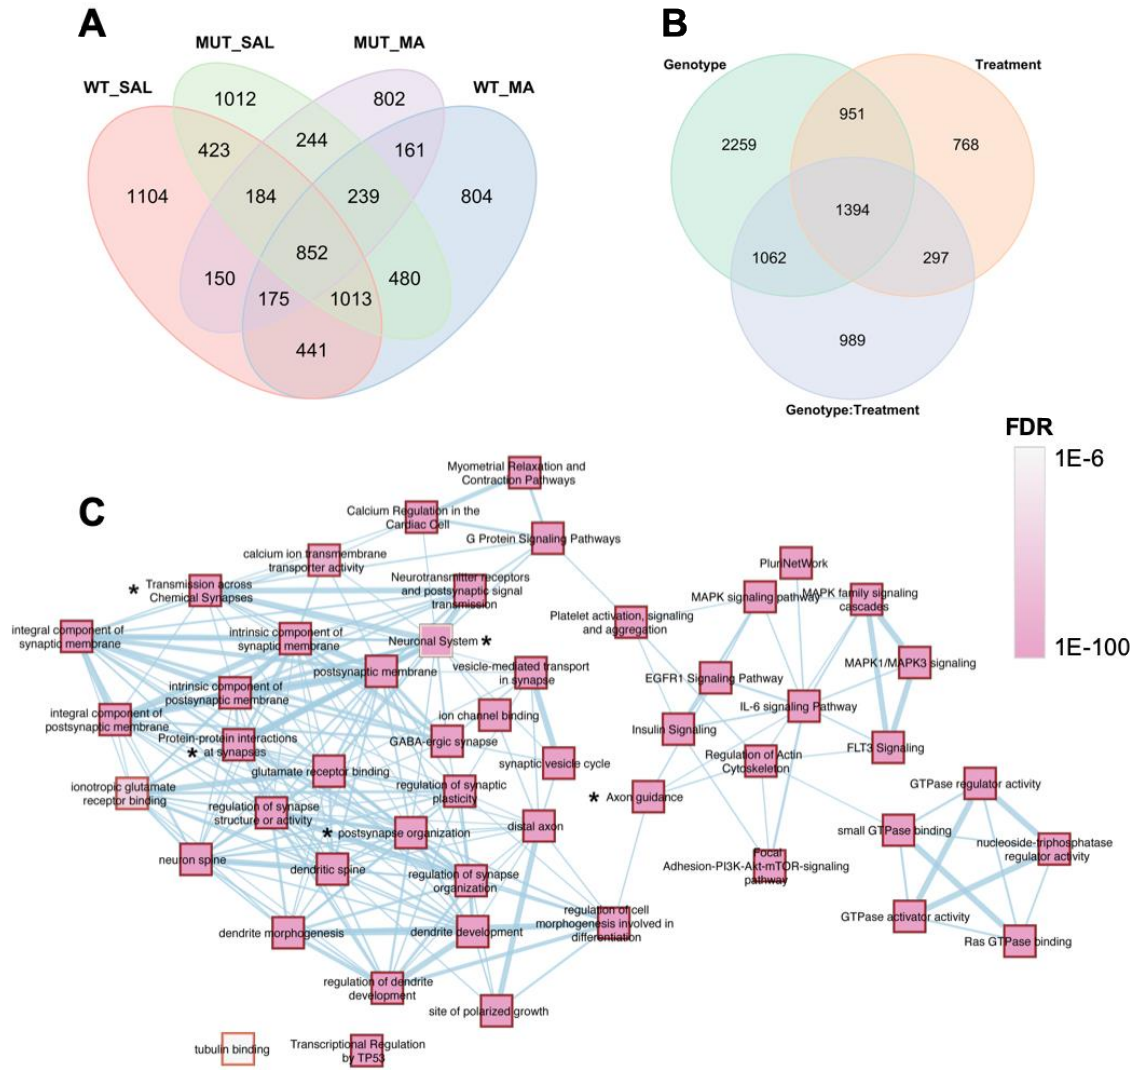 A
MUT_SAL
MUT_MA
WT_SAL
WT_MA
1012
802
423
244
161
1104
184
239
804
852
150
480
175
1013
441
B
Genotype
Treatment
951
2259
768
1394
1062
297
989
Genotype:Treatment
FDR
1E-6
1E-100
C
Myometrial Relaxation and
Contraction Pathways
Calcium Regulation in the
Cardiac Cell
G Protein Signaling Pathways
calcium ion transmembrane
transporter activity
* Transmission across
Chemical Synapses
Neurotransmitter receptors
and postsynaptic signal
transmission
integral component of
synaptic membrane
intrinsic component of
synaptic membrane
Neuronal System *
postsynaptic membrane
vesicle-mediated transport
in synapse
intrinsic component of
postsynaptic membrane
integral component of
postsynaptic membrane
ion channel binding
Protein-protein interactions
* at synapses
GABA-ergic synapse
glutamate receptor binding
synaptic vesicle cycle
ionotropic glutamate
receptor binding
regulation of synaptic
plasticity
regulation of synapse
structure or activity
* postsynapse organization
distal axon
neuron spine
dendritic spine
regulation of synapse
organization
dendrite morphogenesis
dendrite development
regulation of cell
morphogenesis involved in
differentiation
regulation of dendrite
development
site of polarized growth
tubulin binding
Transcriptional Regulation
by TP53
PluriNetWork
MAPK signaling pathway
MAPK family signaling
cascades
Platelet activation, signaling
and aggregation
MAPK1/MAPK3 signaling
EGFR1 Signaling Pathway
IL-6 signaling Pathway
Insulin Signaling
FLT3 Signaling
Regulation of Actin
Cytoskeleton
* Axon guidance
Focal
Adhesion-PI3K-Akt-mTOR-signaling
pathway
GTPase regulator activity
small GTPase binding
nucleoside-triphosphatase
regulator activity
GTPase activator activity
Ras GTPase binding